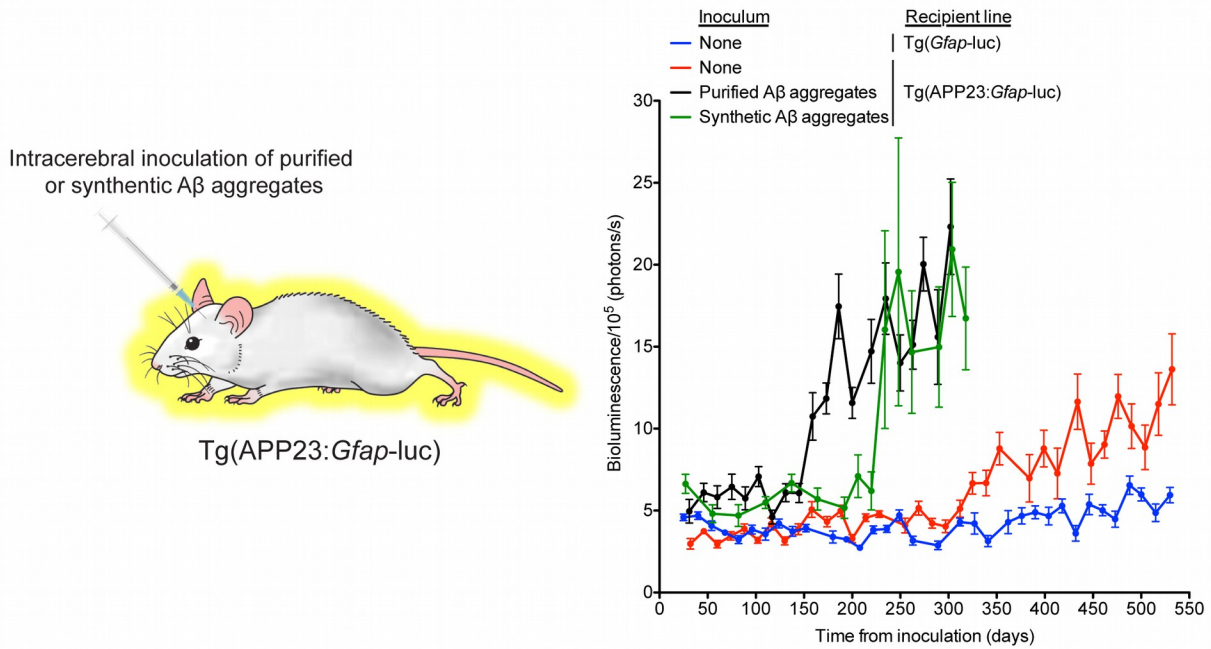 Intracerebral inoculation of purified
or synthentic Aβ aggregates
Tg(APP23:Gfap-luc)
Inoculum Recipient line
None Tg(Gfap-luc)
None
Purified Aβ aggregates Tg(APP23:Gfap-luc)
Synthetic Aβ aggregates
Bioluminescence/10⁵ (photons/s)
30
25
20
15
10
5
0
0 50 100 150 200 250 300 350 400 450 500 550
Time from inoculation (days)